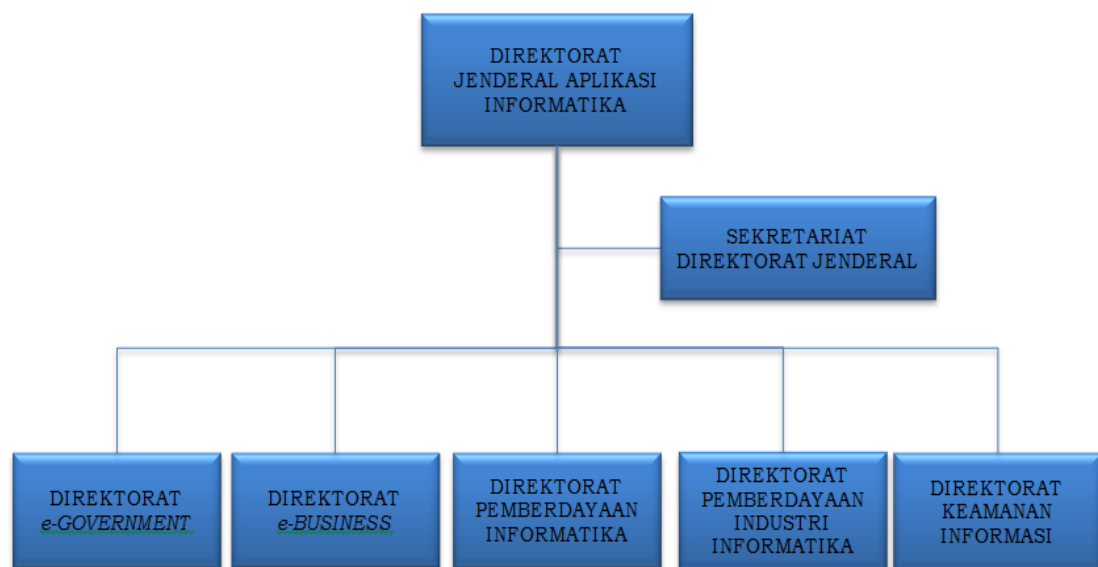 DIREKTORAT
JENDERAL APLIKASI
INFORMATIKA
SEKRETARIAT
DIREKTORAT JENDERAL
DIREKTORAT
e-GOVERNMENT
DIREKTORAT
e-BUSINESS
DIREKTORAT
PEMBERDAYAAN
INFORMATIKA
DIREKTORAT
PEMBERDAYAAN
INDUSTRI
INFORMATIKA
DIREKTORAT
KEAMANAN
INFORMASI